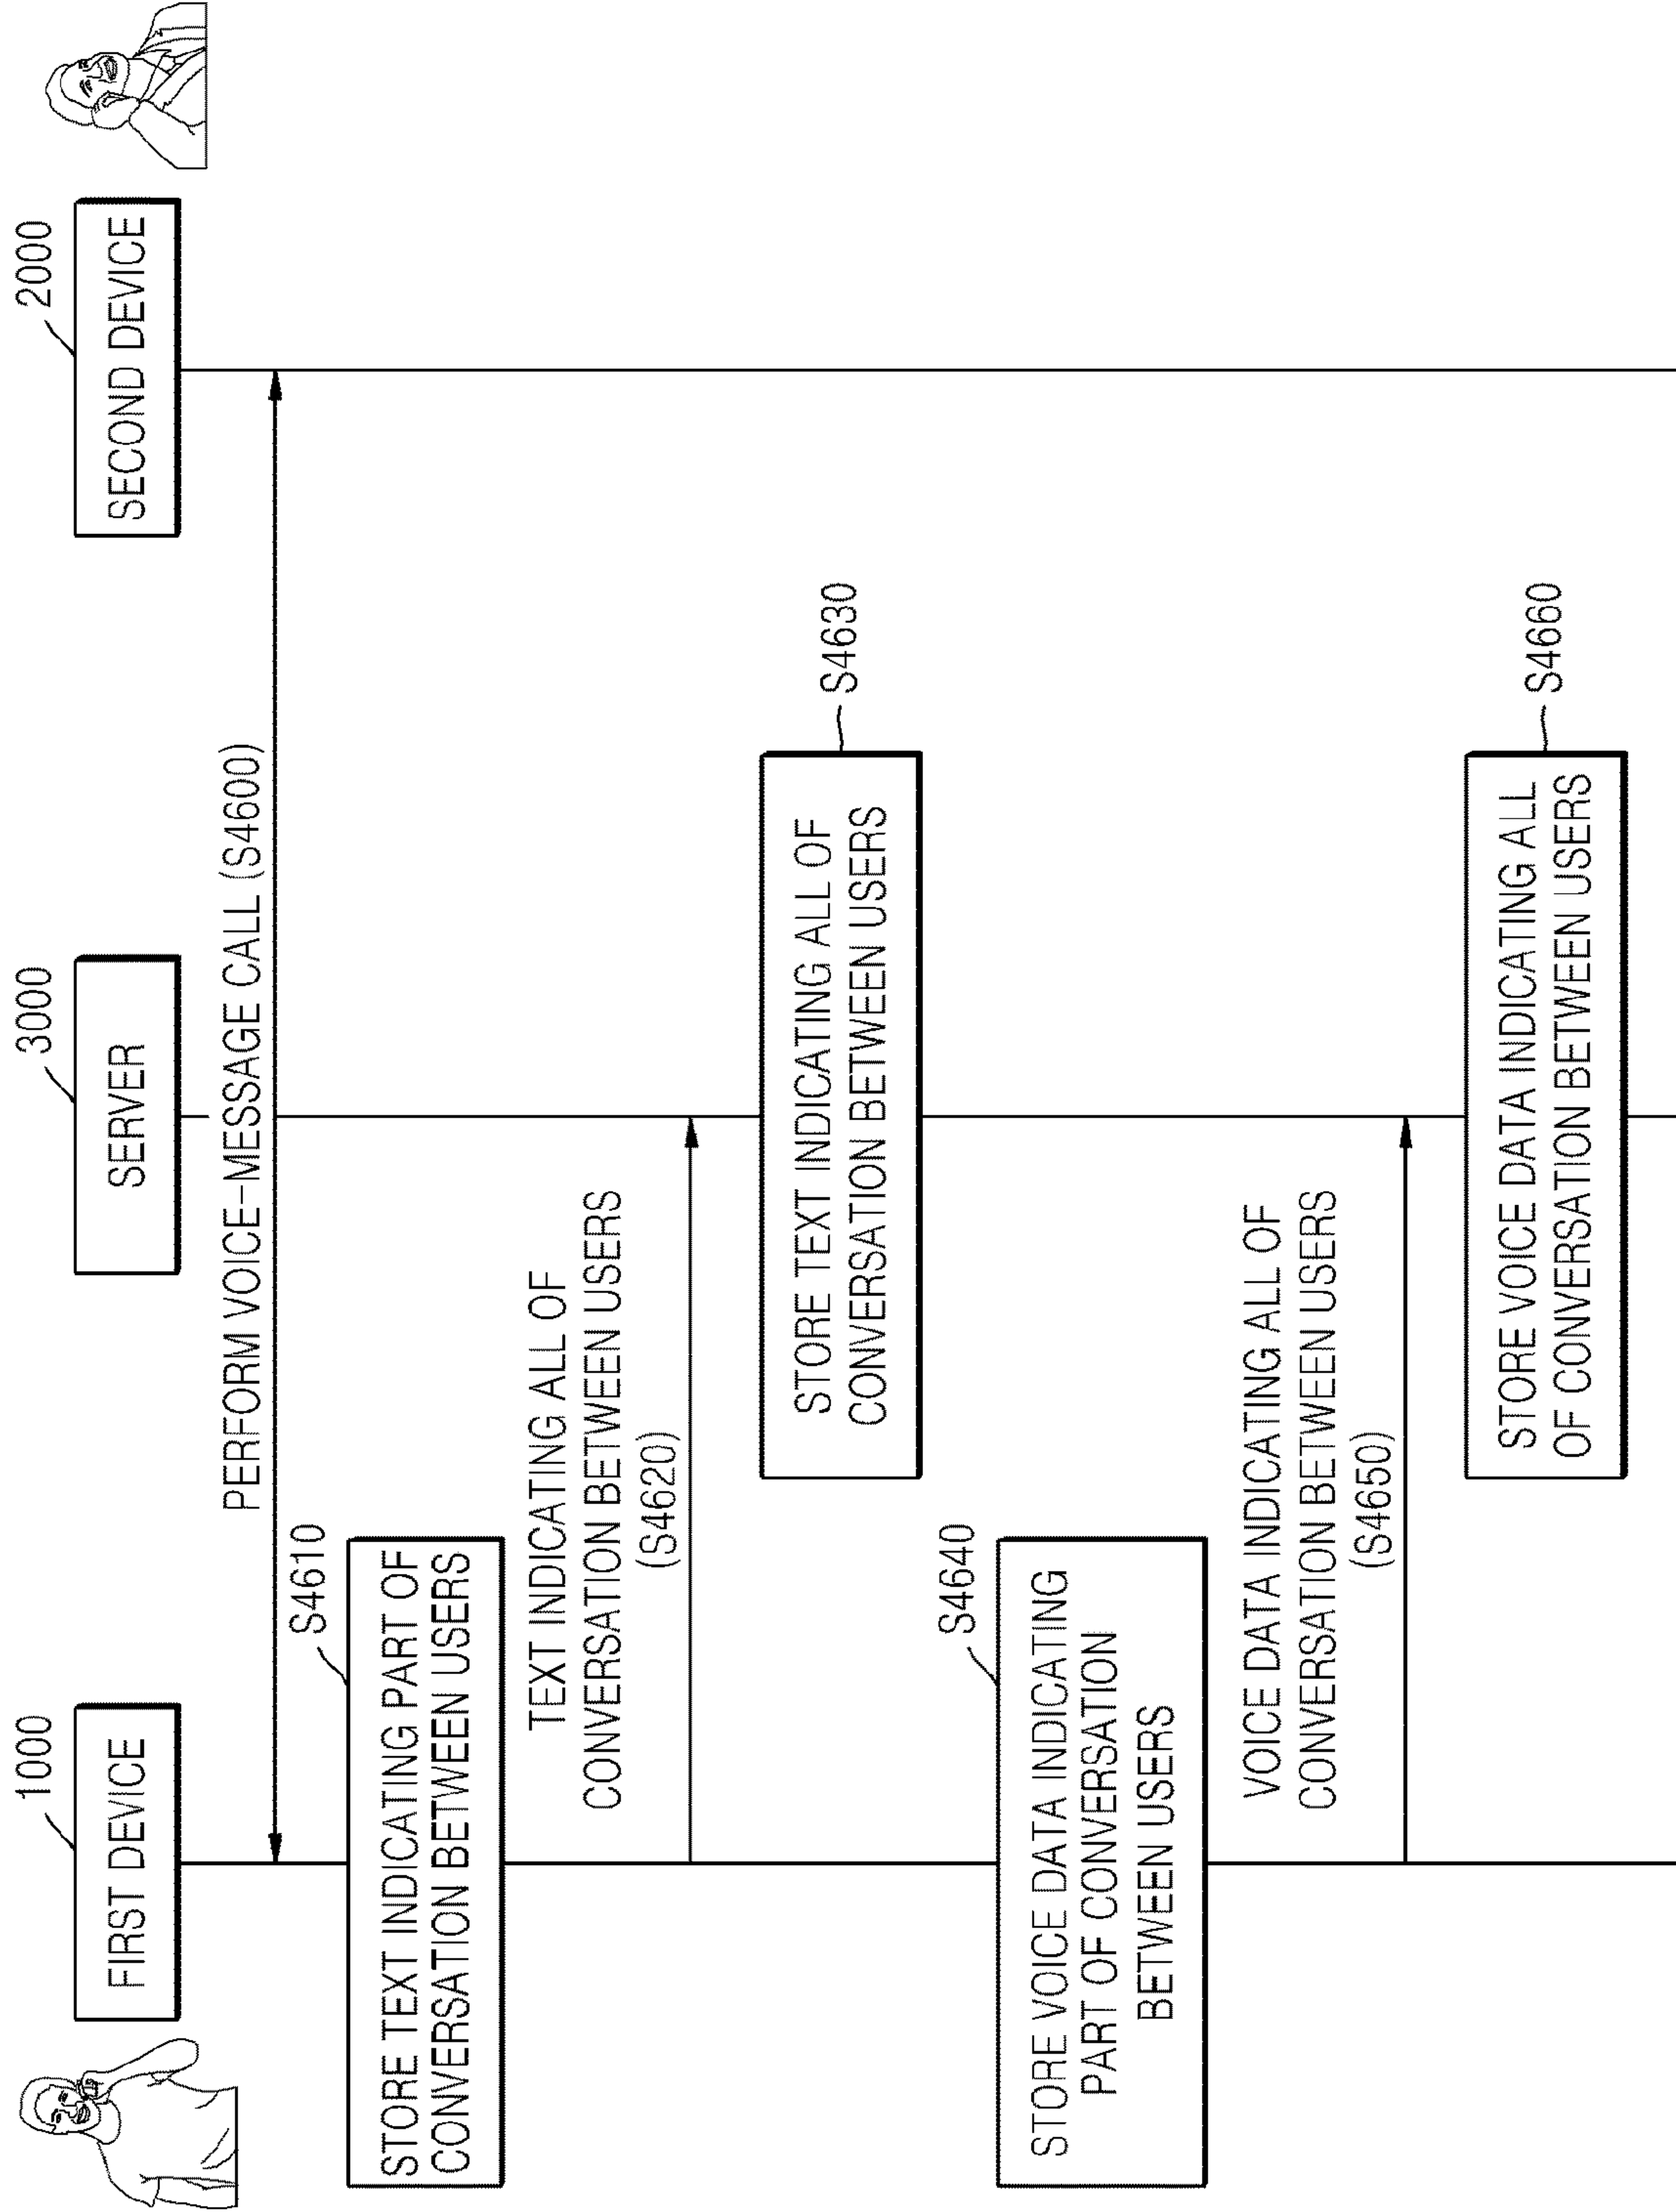 1000
3000
2000
FIRST DEVICE
SERVER
SECOND DEVICE
PERFORM VOICE-MESSAGE CALL (S4600)
S4610
STORE TEXT INDICATING PART OF
CONVERSATION BETWEEN USERS
TEXT INDICATING ALL OF
CONVERSATION BETWEEN USERS
(S4620)
STORE TEXT INDICATING ALL OF
CONVERSATION BETWEEN USERS
S4630
S4640
STORE VOICE DATA INDICATING
PART OF CONVERSATION
BETWEEN USERS
VOICE DATA INDICATING ALL OF
CONVERSATION BETWEEN USERS
(S4650)
STORE VOICE DATA INDICATING ALL
OF CONVERSATION BETWEEN USERS
S4660